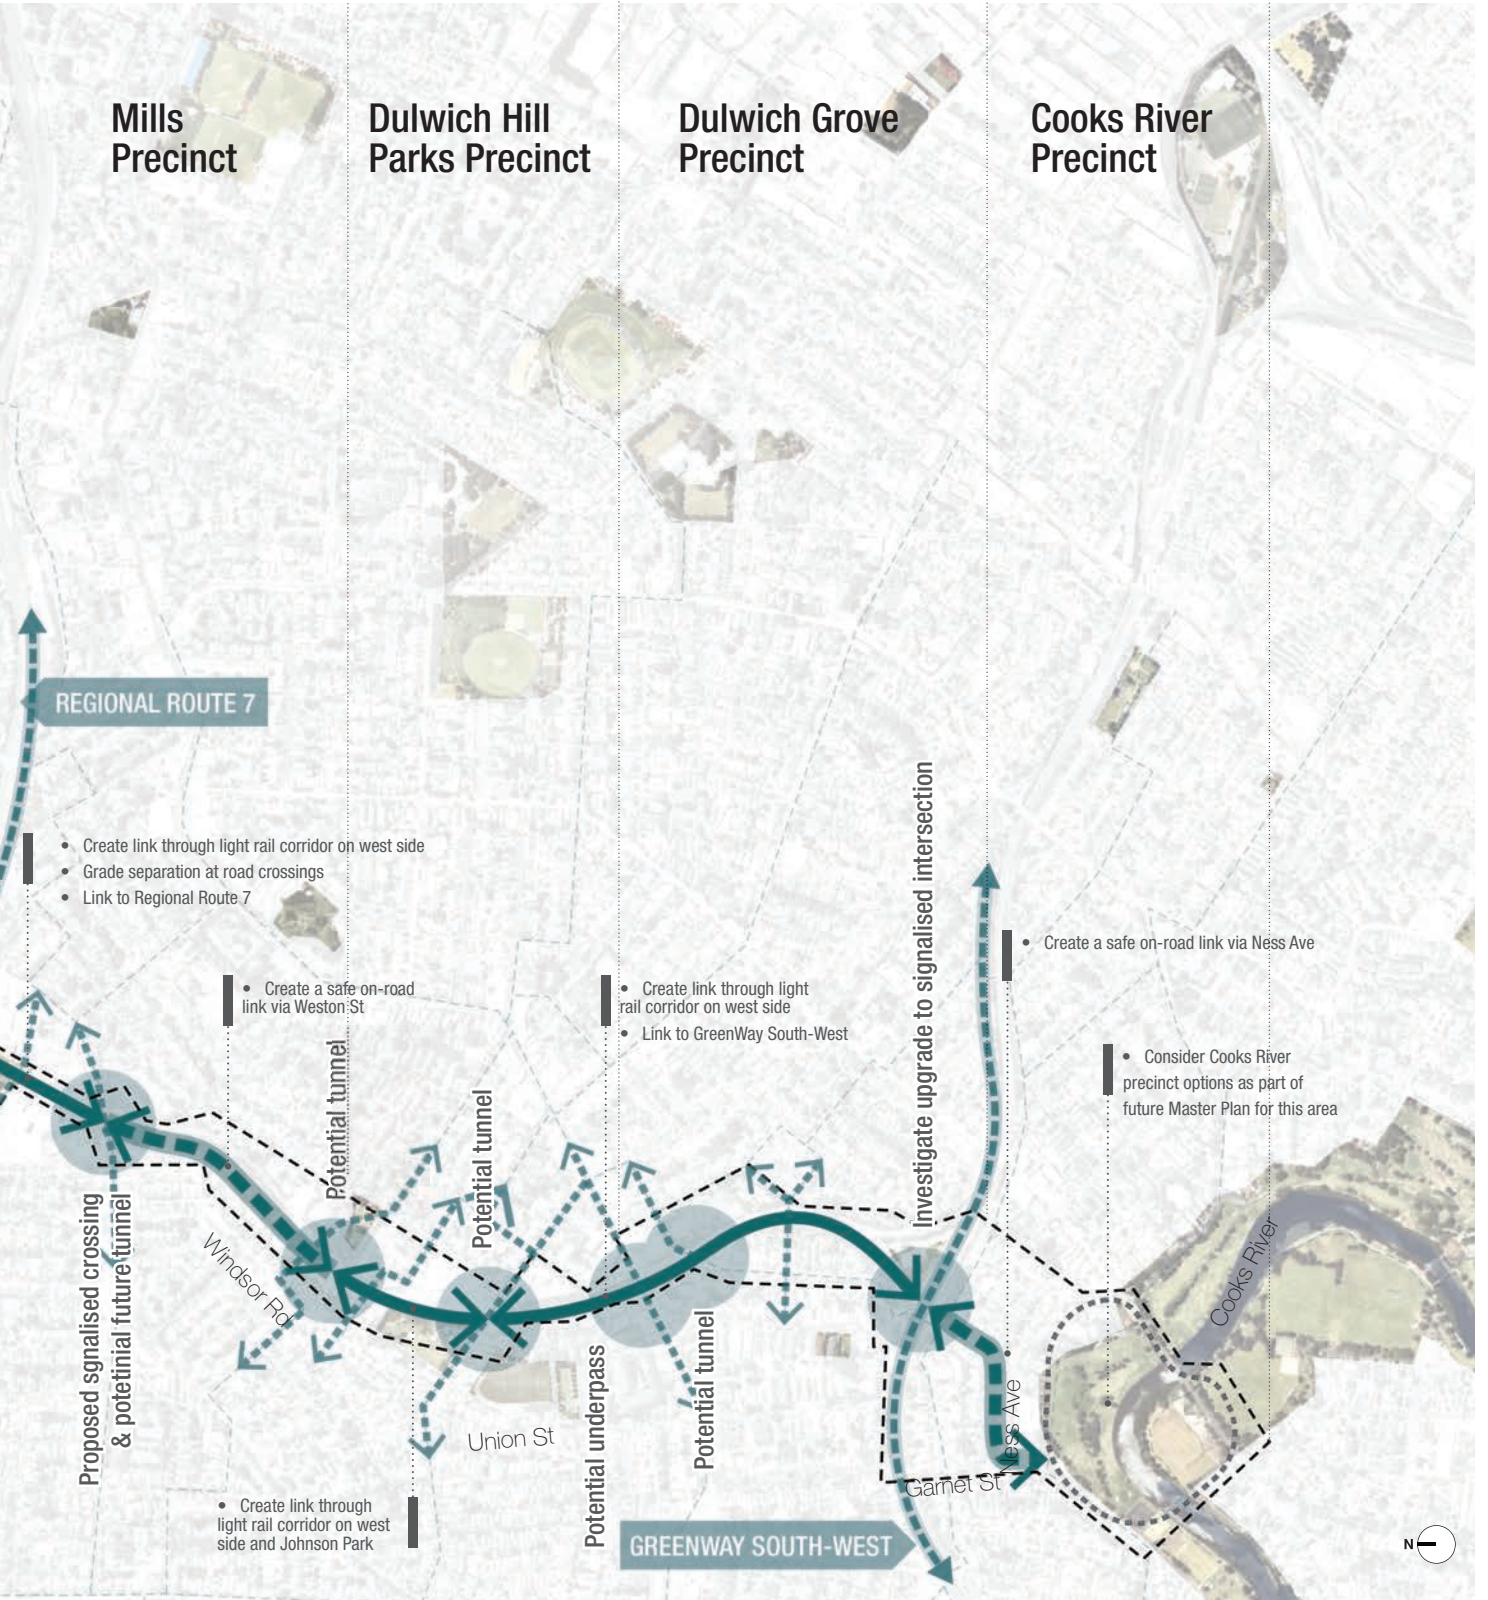 Mills
Precinct
Dulwich Hill
Parks Precinct
Dulwich Grove
Precinct
Cooks River
Precinct
REGIONAL ROUTE 7
• Create link through light rail corridor on west side
• Grade separation at road crossings
• Link to Regional Route 7
• Create a safe on-road
link via Weston St
• Create link through light
rail corridor on west side
• Link to GreenWay South-West
• Create a safe on-road link via Ness Ave
• Consider Cooks River
precinct options as part of
future Master Plan for this area
Investigate upgrade to signalised intersection
Potential tunnel
Potential tunnel
Proposed sgnalised crossing
& potetinial future tunnel
Windsor Rd
Cooks River
Potential underpass
Potential tunnel
Union St
Ness Ave
Garnet St
• Create link through
light rail corridor on west
side and Johnson Park
GREENWAY SOUTH-WEST
N